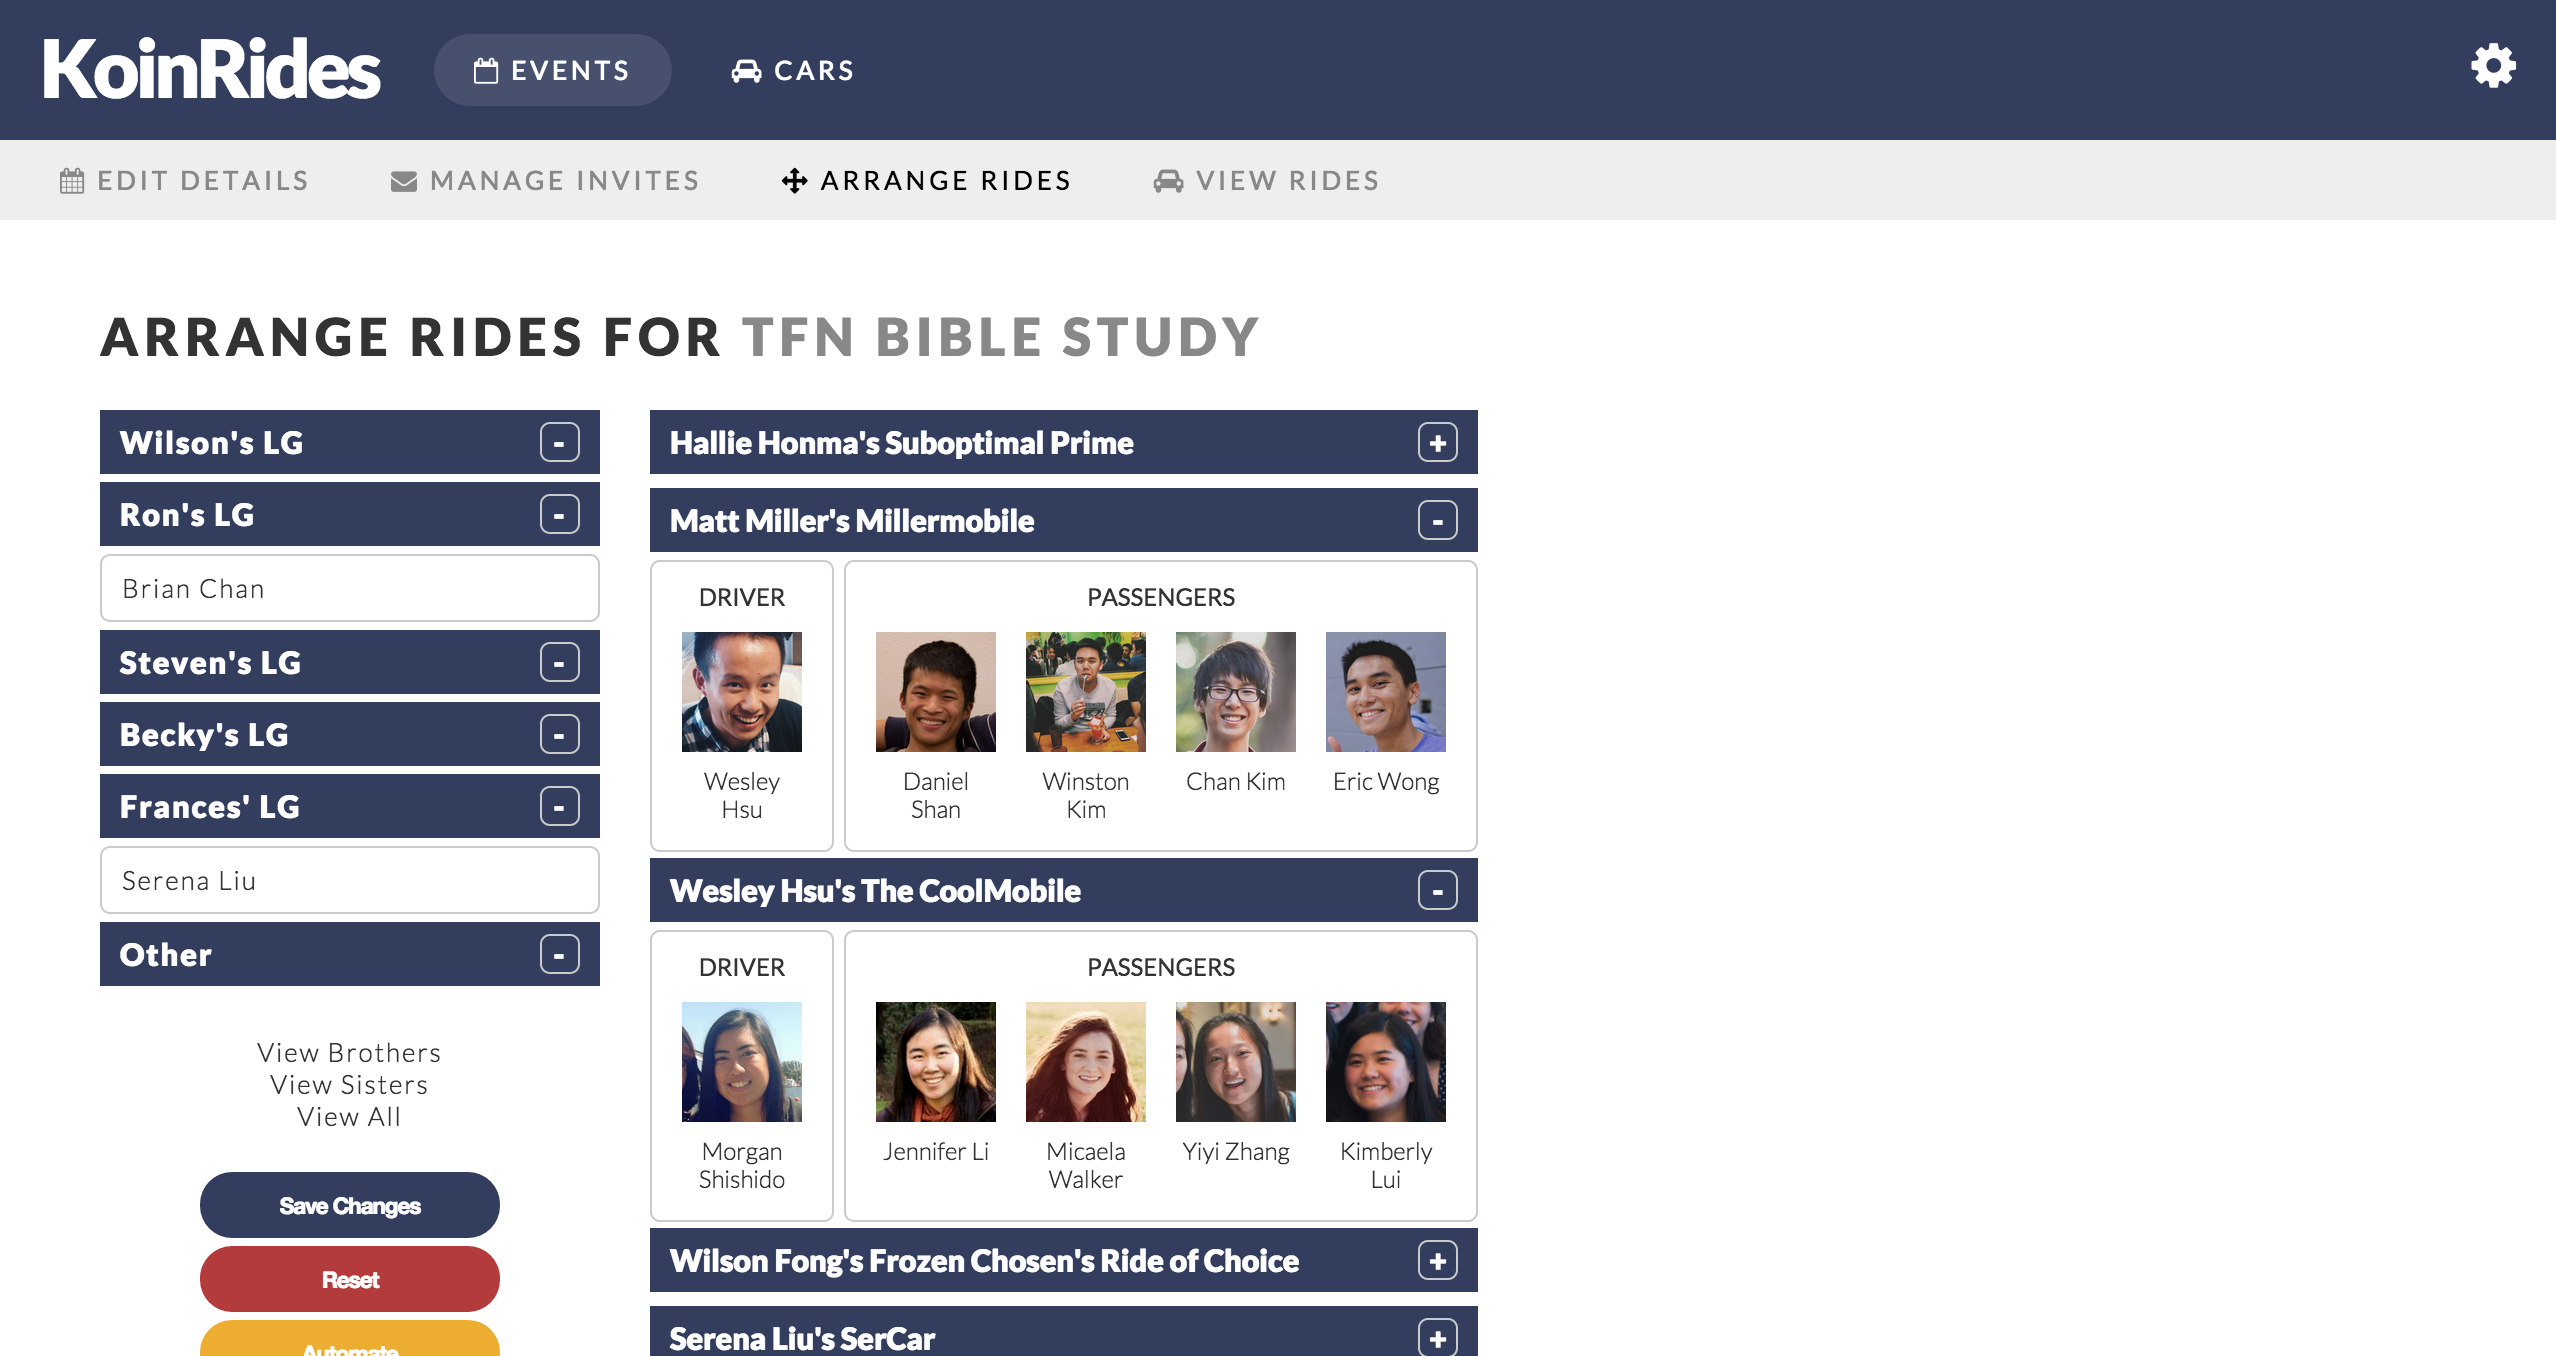 KoinRides
EVENTS
CARS
EDIT DETAILS
MANAGE INVITES
ARRANGE RIDES
VIEW RIDES
ARRANGE RIDES FOR TFN BIBLE STUDY
Wilson's LG -
Ron's LG -
Brian Chan
Steven's LG -
Becky's LG -
Frances' LG -
Serena Liu
Other -
View Brothers
View Sisters
View All
Save Changes
Reset
Automate
Hallie Honma's Suboptimal Prime +
Matt Miller's Millermobile -
DRIVER
Wesley
Hsu
PASSENGERS
Daniel
Shan
Winston
Kim
Chan Kim
Eric Wong
Wesley Hsu's The CoolMobile -
DRIVER
Morgan
Shishido
PASSENGERS
Jennifer Li
Micaela
Walker
Yiyi Zhang
Kimberly
Lui
Wilson Fong's Frozen Chosen's Ride of Choice +
Serena Liu's SerCar +